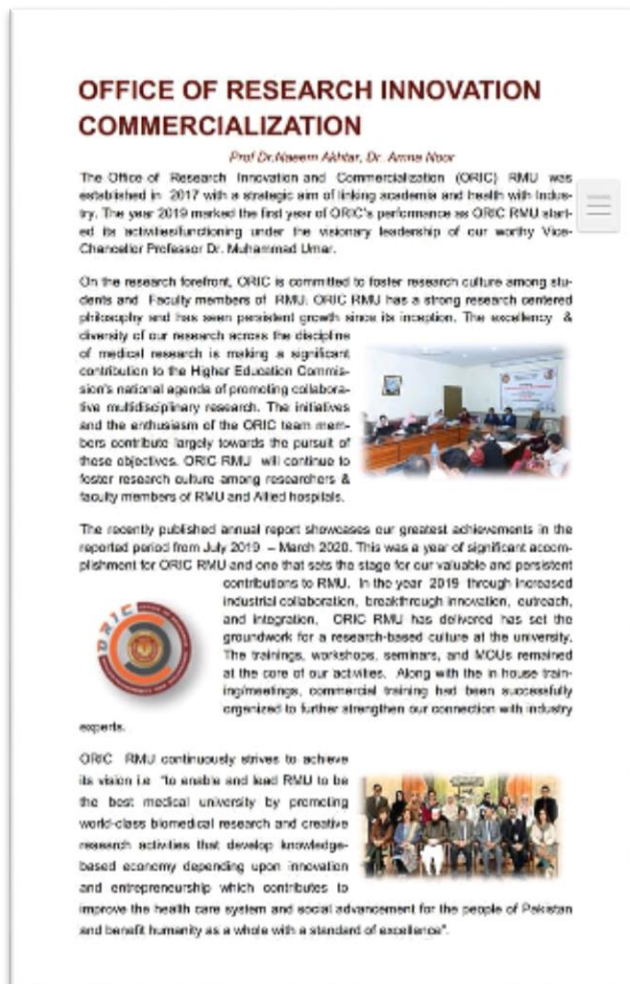 OFFICE OF RESEARCH INNOVATION
COMMERCIALIZATION
Prof Dr.Naeem Akhtar, Dr. Amna Noor
The Office of Research Innovation and Commercialization (ORIC) RMU was
established in 2017 with a strategic aim of linking academia and health with Indus-
try. The year 2019 marked the first year of ORIC's performance as ORIC RMU start-
ed its activities/functioning under the visionary leadership of our worthy Vice-
Chancellor Professor Dr. Muhammad Umar.
On the research forefront, ORIC is committed to foster research culture among stu-
dents and Faculty members of RMU. ORIC RMU has a strong research centered
philosophy and has seen persistent growth since its inception. The excellency &
diversity of our research across the discipline
of medical research is making a significant
contribution to the Higher Education Commis-
sion's national agenda of promoting collabora-
tive multidisciplinary research. The initiatives
and the enthusiasm of the ORIC team mem-
bers contribute largely towards the pursuit of
these objectives. ORIC RMU will continue to
foster research culture among researchers &
faculty members of RMU and Allied hospitals.
The recently published annual report showcases our greatest achievements in the
reported period from July 2019 – March 2020. This was a year of significant accom-
plishment for ORIC RMU and one that sets the stage for our valuable and persistent
contributions to RMU. In the year 2019 through increased
industrial collaboration, breakthrough innovation, outreach,
and integration, ORIC RMU has delivered has set the
groundwork for a research-based culture at the university.
The trainings, workshops, seminars, and MOUs remained
at the core of our activities. Along with the in house train-
ing/meetings, commercial training had been successfully
organized to further strengthen our connection with industry
experts.
ORIC
ORIC RMU continuously strives to achieve
its vision i.e "to enable and lead RMU to be
the best medical university by promoting
world-class biomedical research and creative
research activities that develop knowledge-
based economy depending upon innovation
and entrepreneurship which contributes to
improve the health care system and social advancement for the people of Pakistan
and benefit humanity as a whole with a standard of excellence".